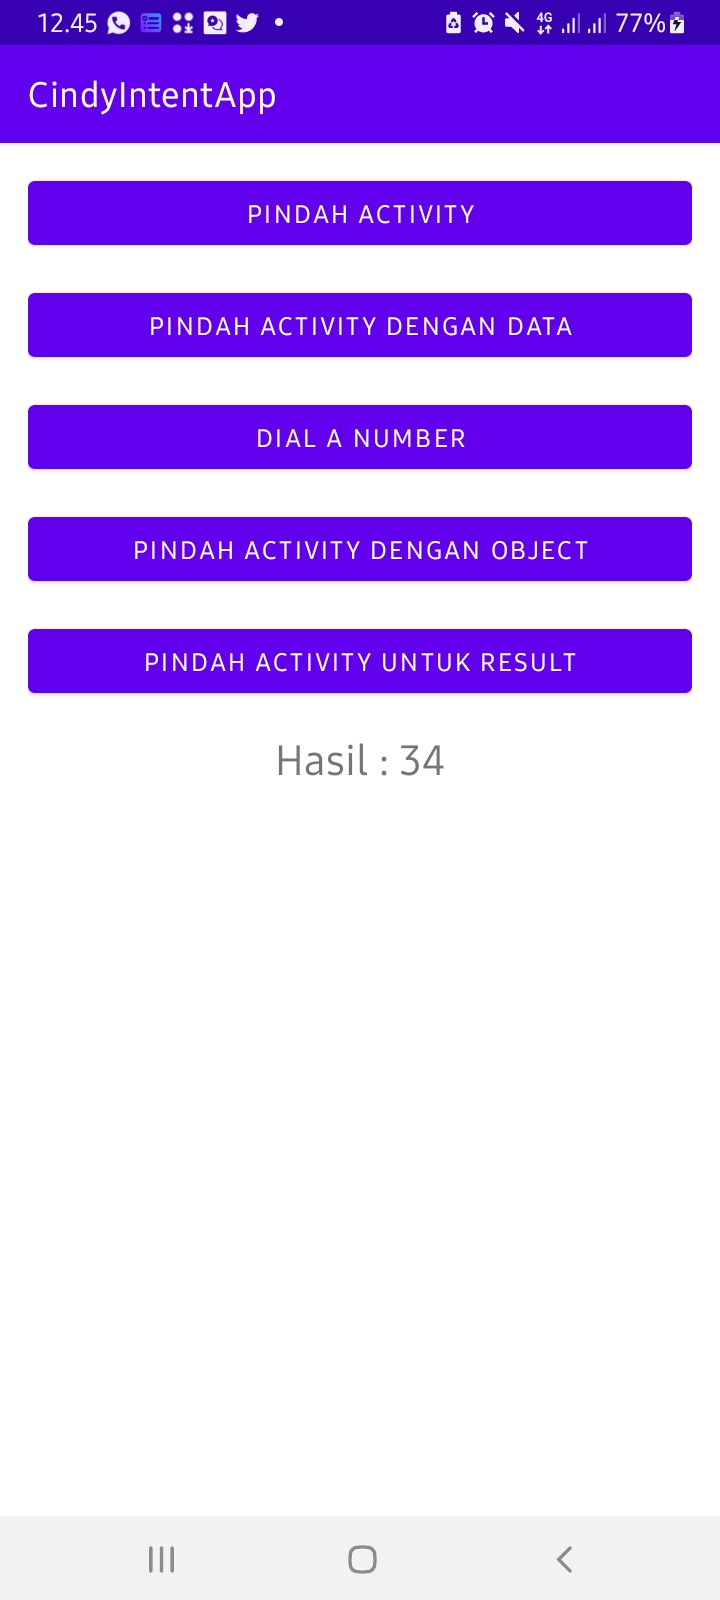 12.45 4G 77%
CindyIntentApp
PINDAH ACTIVITY
PINDAH ACTIVITY DENGAN DATA
DIAL A NUMBER
PINDAH ACTIVITY DENGAN OBJECT
PINDAH ACTIVITY UNTUK RESULT
Hasil : 34